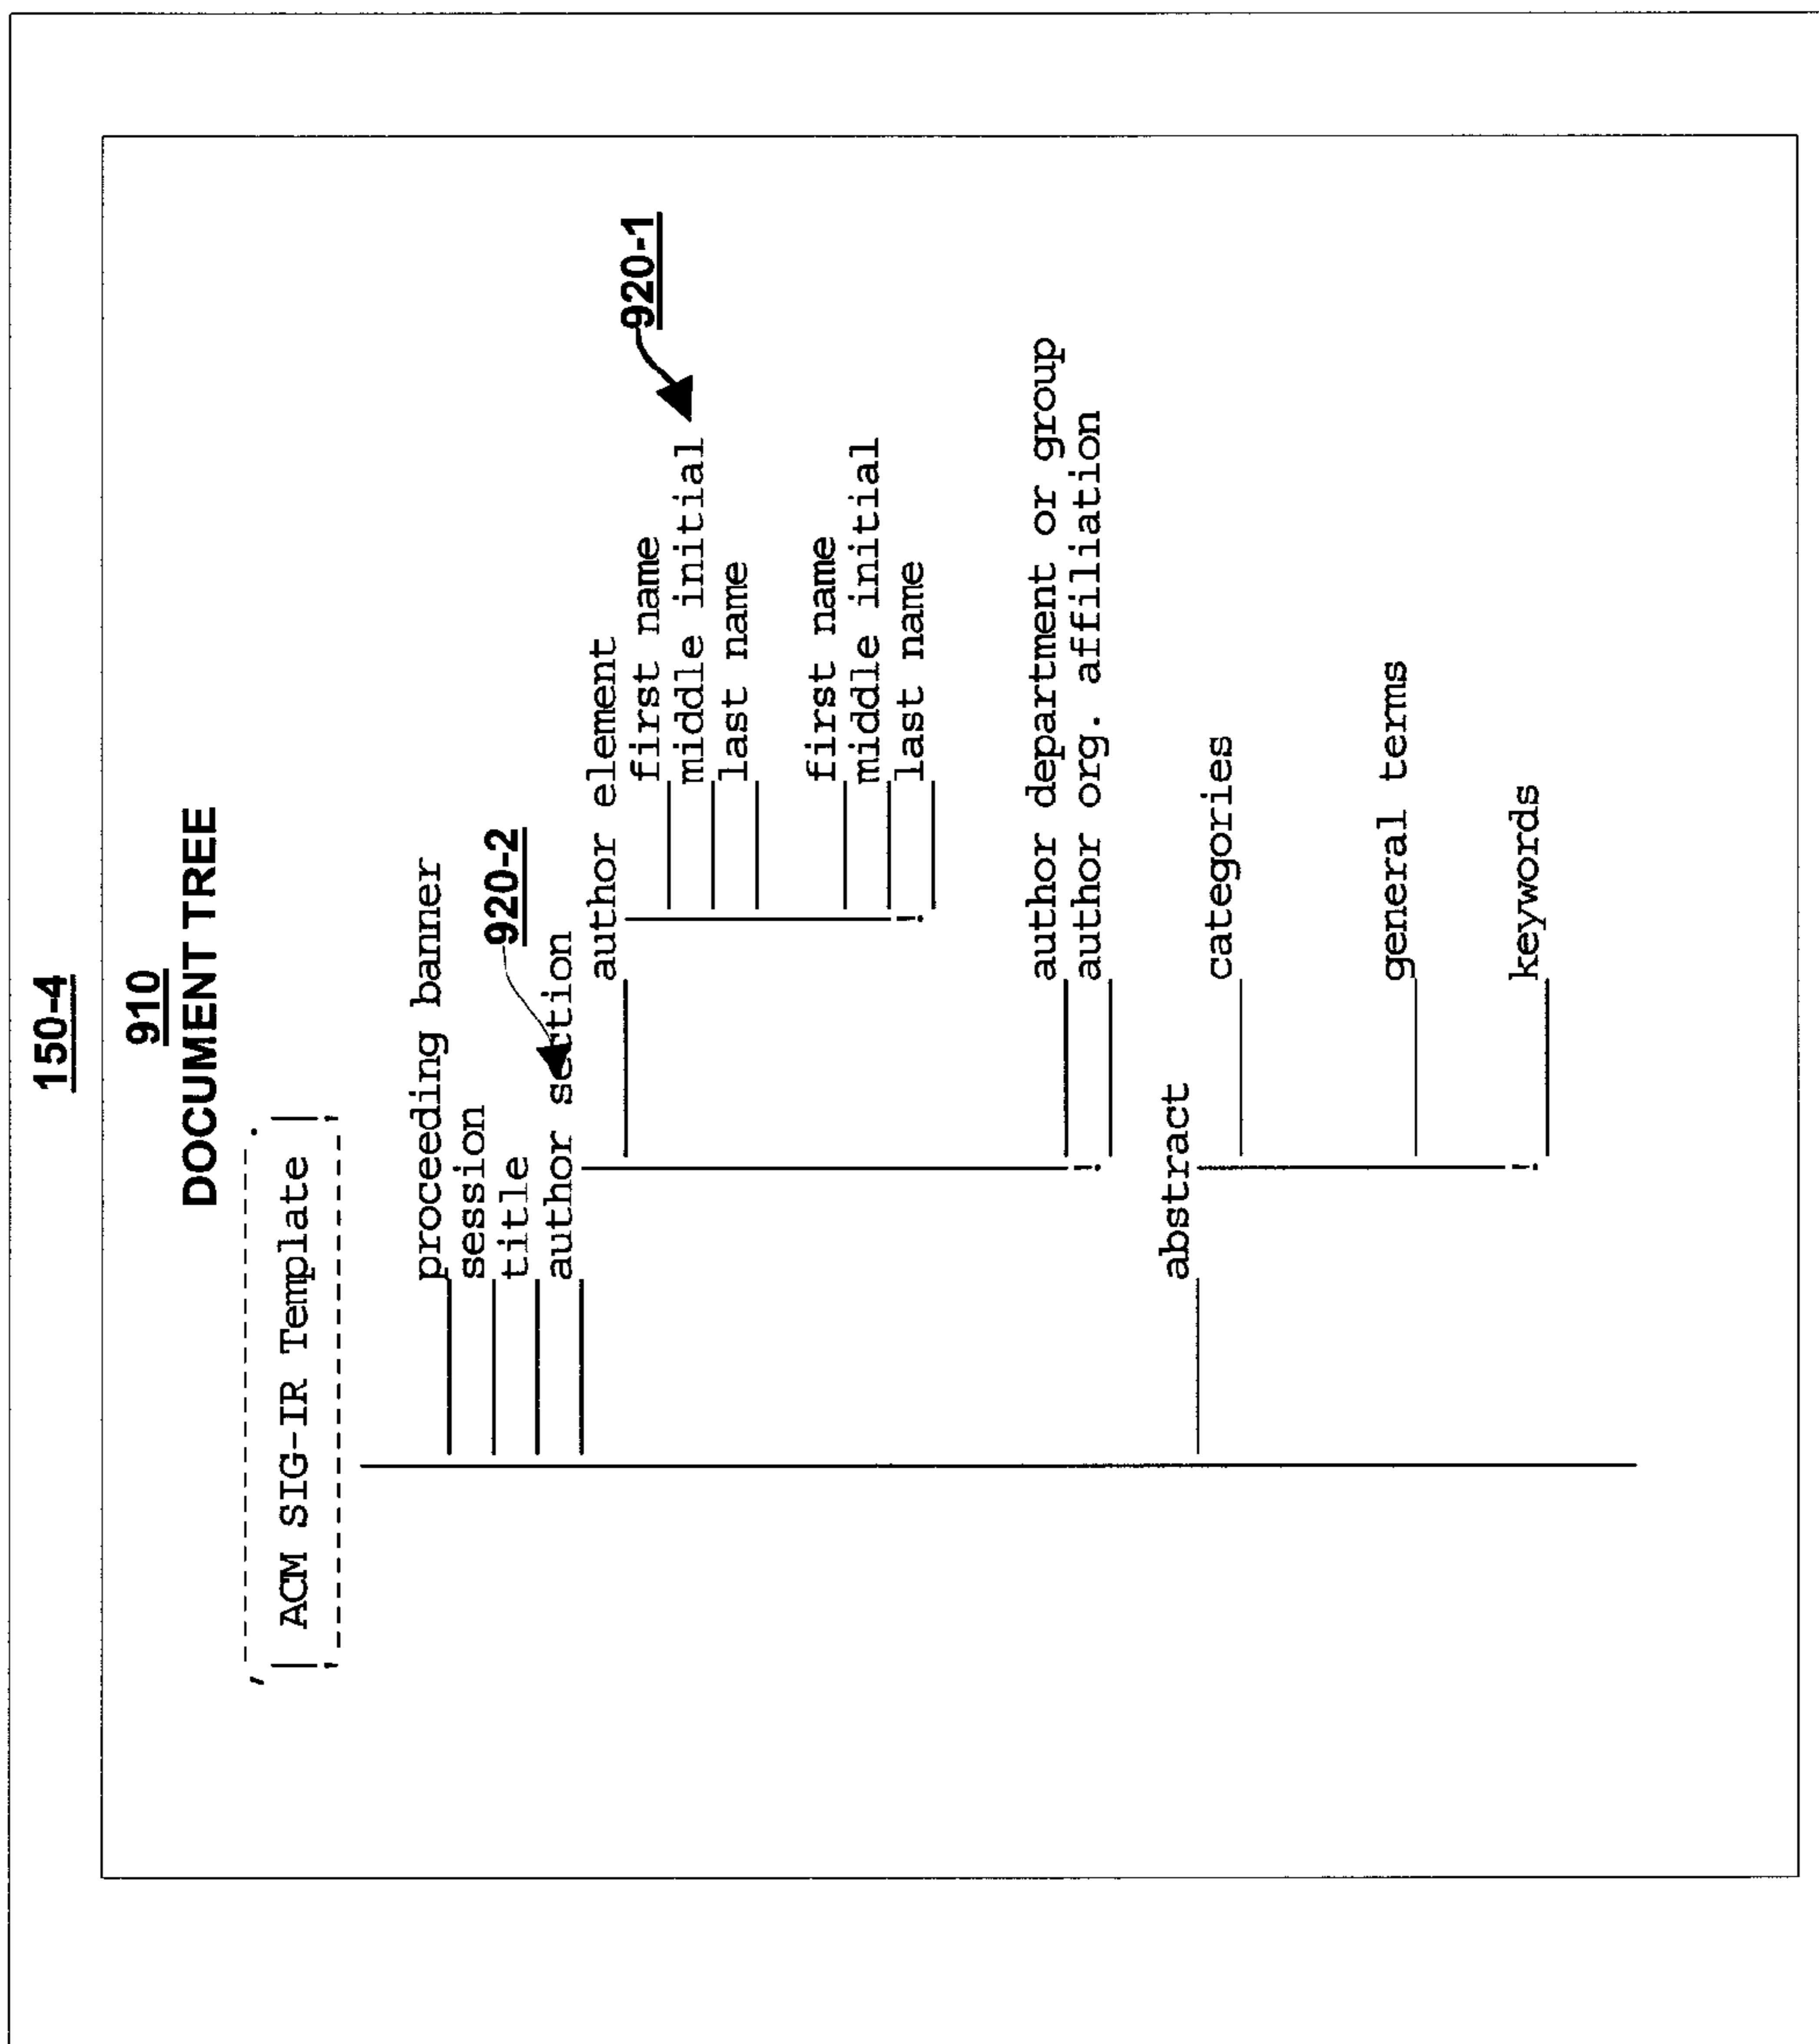 150-4
910
DOCUMENT TREE
ACM SIG-IR Template
proceeding banner
session
920-2
title
author section
author element
920-1
first name
middle initial
last name
first name
middle initial
last name
author department or group
author org. affiliation
abstract
categories
general terms
keywords